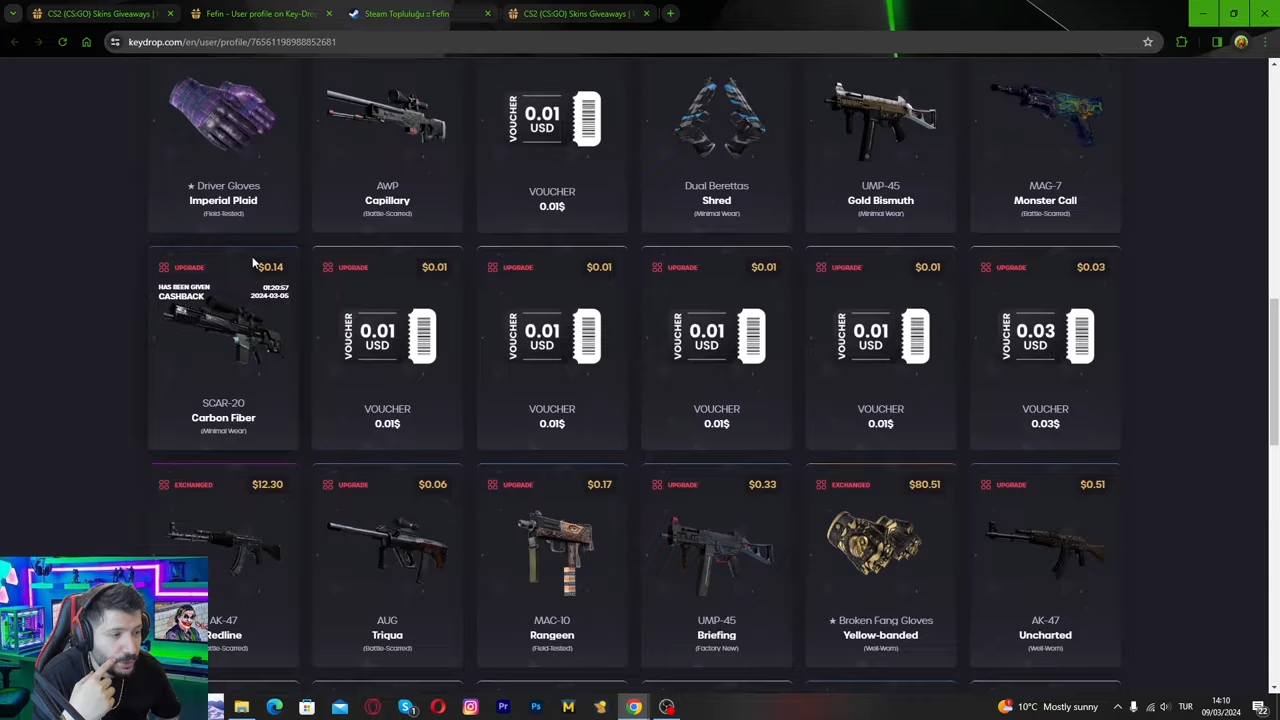 CS2 (CS:GO) Skins Giveaways |
Fefin - User profile on Key-Drop
Steam Topluluğu :: Fefin
CS2 (CS:GO) Skins Giveaways |
keydrop.com/en/user/profile/76561198988852681
VOUCHER
0.01
USD
★ Driver Gloves
Imperial Plaid
(Field-Tested)
AWP
Capillary
(Battle-Scarred)
VOUCHER
0.01$
Dual Berettas
Shred
(Minimal Wear)
UMP-45
Gold Bismuth
(Minimal Wear)
MAG-7
Monster Call
(Battle-Scarred)
UPGRADE $0.14
HAS BEEN GIVEN
CASHBACK
01:20:57
2024-03-05
SCAR-20
Carbon Fiber
(Minimal Wear)
UPGRADE $0.01
VOUCHER
0.01
USD
VOUCHER
0.01$
UPGRADE $0.01
VOUCHER
0.01
USD
VOUCHER
0.01$
UPGRADE $0.01
VOUCHER
0.01
USD
VOUCHER
0.01$
UPGRADE $0.01
VOUCHER
0.01
USD
VOUCHER
0.01$
UPGRADE $0.03
VOUCHER
0.03
USD
VOUCHER
0.03$
EXCHANGED $12.30
AK-47
Redline
UPGRADE $0.06
AUG
Triqua
(Battle-Scarred)
UPGRADE $0.17
MAC-10
Rangeen
(Field-Tested)
UPGRADE $0.33
UMP-45
Briefing
(Factory New)
EXCHANGED $80.51
★ Broken Fang Gloves
Yellow-banded
(Well-Worn)
UPGRADE $0.51
AK-47
Uncharted
(Well-Worn)
10°C Mostly sunny
TUR
14:10
09/03/2024
22